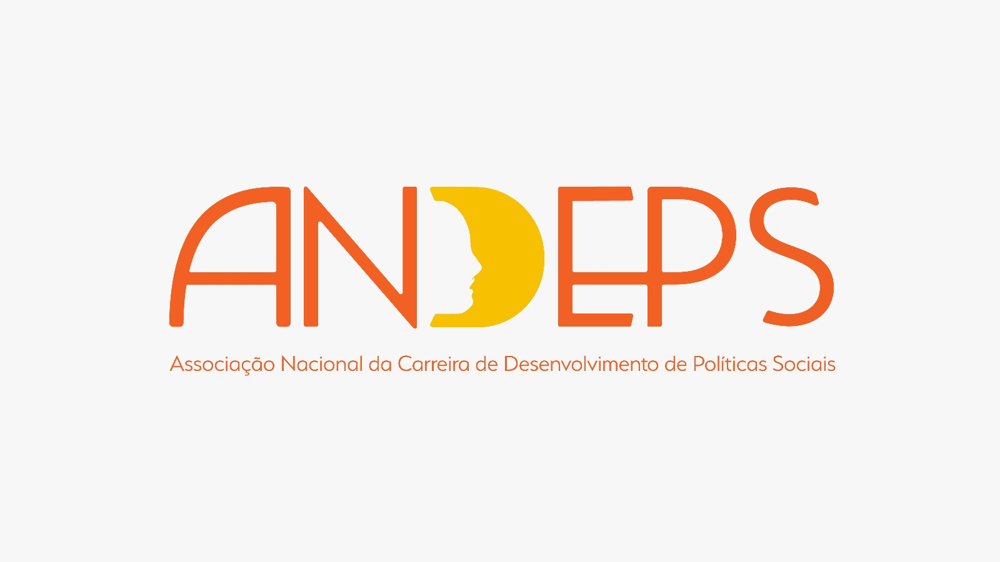 ANDEPS
Associação Nacional da Carreira de Desenvolvimento de Políticas Sociais